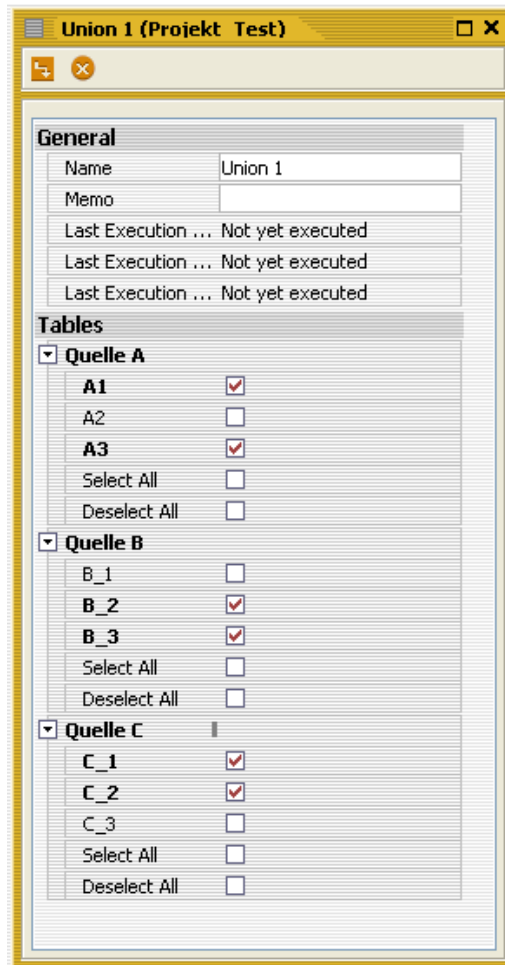 Union 1 (Projekt Test)
General
Name Union 1
Memo
Last Execution ... Not yet executed
Last Execution ... Not yet executed
Last Execution ... Not yet executed
Tables
Quelle A
A1
A2
A3
Select All
Deselect All
Quelle B
B_1
B_2
B_3
Select All
Deselect All
Quelle C
C_1
C_2
C_3
Select All
Deselect All